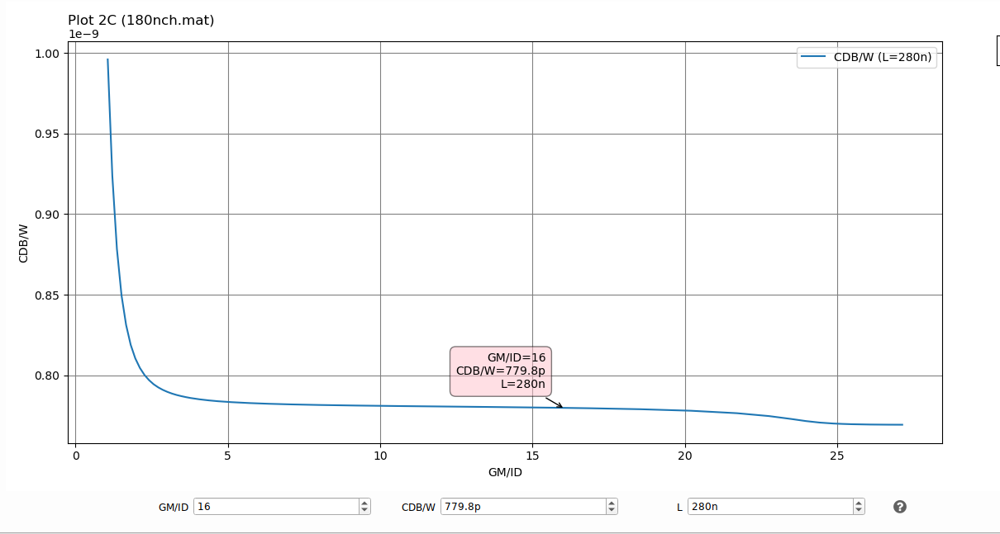 Plot 2C (180nch.mat)
1e−9
1.00
CDB/W (L=280n)
0.95
0.90
CDB/W
0.85
0.80
GM/ID=16
CDB/W=779.8p
L=280n
0 5 10 15 20 25
GM/ID
GM/ID 16 CDB/W 779.8p L 280n ?